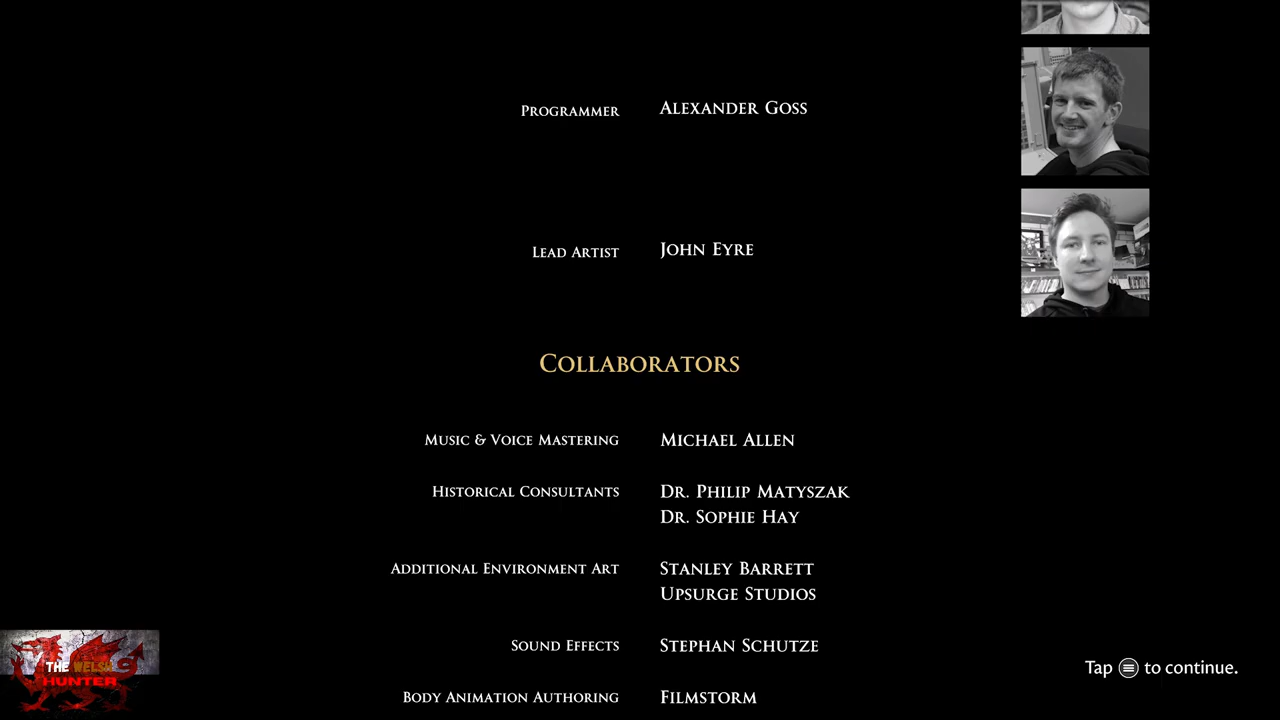 Programmer Alexander Goss
Lead Artist John Eyre
Collaborators
Music & Voice Mastering Michael Allen
Historical Consultants Dr. Philip Matyszak
Dr. Sophie Hay
Additional Environment Art Stanley Barrett
Upsurge Studios
Sound Effects Stephan Schutze
Body Animation Authoring Filmstorm
Tap to continue.
THE WELSH
HUNTER